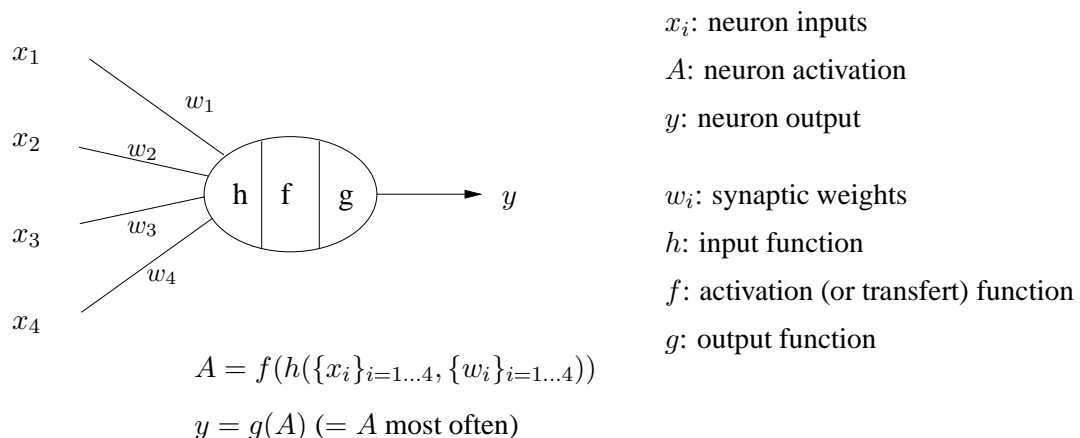 x₁
x₂
x₃
x₄
w₁
w₂
w₃
w₄
h f g
y
xᵢ: neuron inputs
A: neuron activation
y: neuron output
wᵢ: synaptic weights
h: input function
f: activation (or transfert) function
g: output function
A = f(h({xᵢ}ᵢ₌₁...₄, {wᵢ}ᵢ₌₁...₄))
y = g(A) (= A most often)